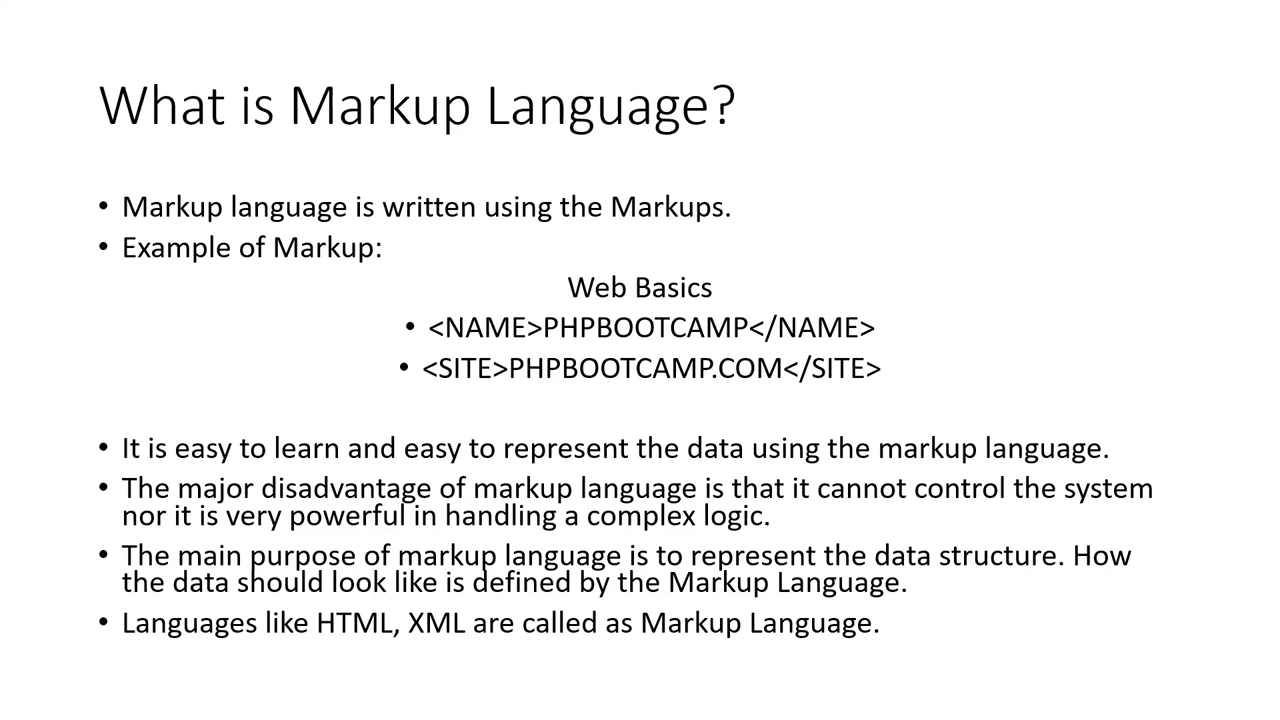 What is Markup Language?
• Markup language is written using the Markups.
• Example of Markup:
Web Basics
• <NAME>PHPBOOTCAMP</NAME>
• <SITE>PHPBOOTCAMP.COM</SITE>
• It is easy to learn and easy to represent the data using the markup language.
• The major disadvantage of markup language is that it cannot control the system
nor it is very powerful in handling a complex logic.
• The main purpose of markup language is to represent the data structure. How
the data should look like is defined by the Markup Language.
• Languages like HTML, XML are called as Markup Language.